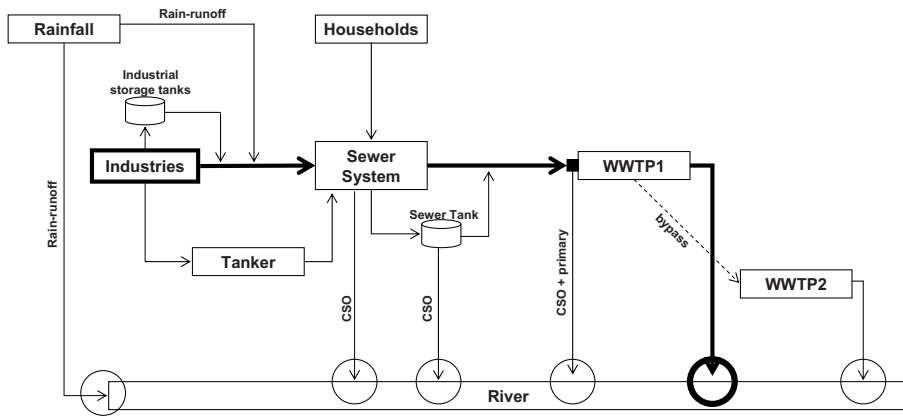 Rain-runoff
Rainfall
Households
Industrial
storage tanks
Industries
Sewer
System
WWTP1
Rain-runoff
Sewer Tank
bypass
Tanker
WWTP2
CSO
CSO
CSO + primary
River